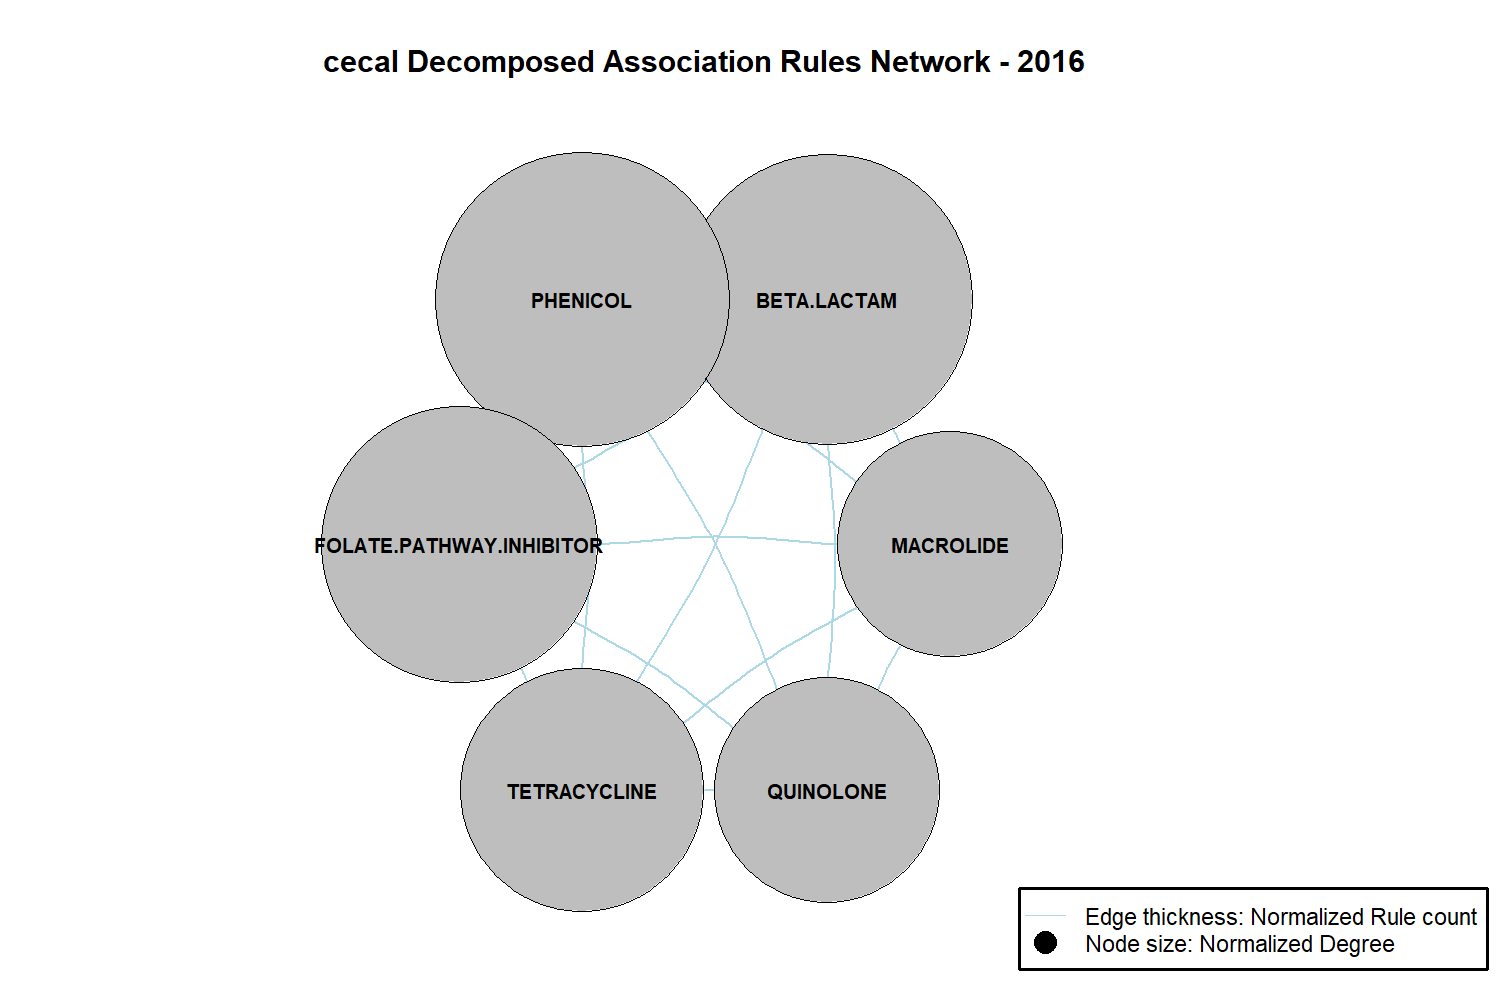 cecal Decomposed Association Rules Network - 2016
PHENICOL
BETA.LACTAM
FOLATE.PATHWAY.INHIBITOR
MACROLIDE
TETRACYCLINE
QUINOLONE
Edge thickness: Normalized Rule count
Node size: Normalized Degree